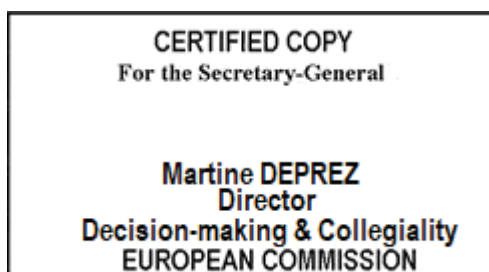 CERTIFIED COPY
For the Secretary-General
Martine DEPREZ
Director
Decision-making & Collegiality
EUROPEAN COMMISSION